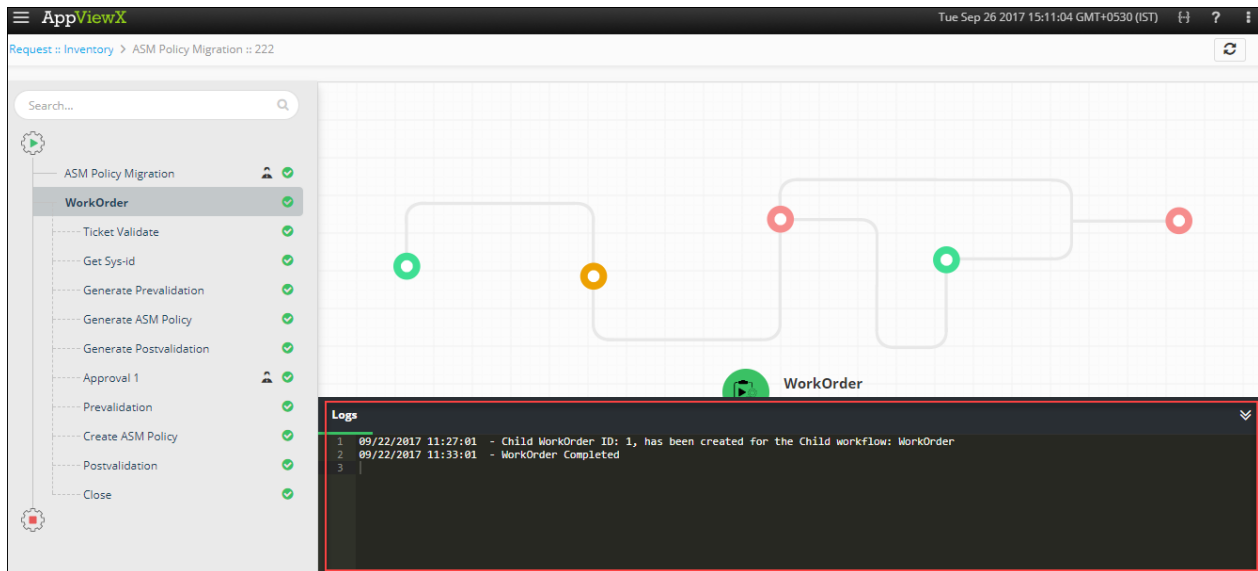 AppViewX
Tue Sep 26 2017 15:11:04 GMT+0530 (IST)
?
Request :: Inventory > ASM Policy Migration :: 222
Search...
ASM Policy Migration
WorkOrder
Ticket Validate
Get Sys-id
Generate Prevalidation
Generate ASM Policy
Generate Postvalidation
Approval 1
Prevalidation
Create ASM Policy
Postvalidation
Close
WorkOrder
Logs
1 09/22/2017 11:27:01 - Child WorkOrder ID: 1, has been created for the Child workflow: WorkOrder
2 09/22/2017 11:33:01 - WorkOrder Completed
3